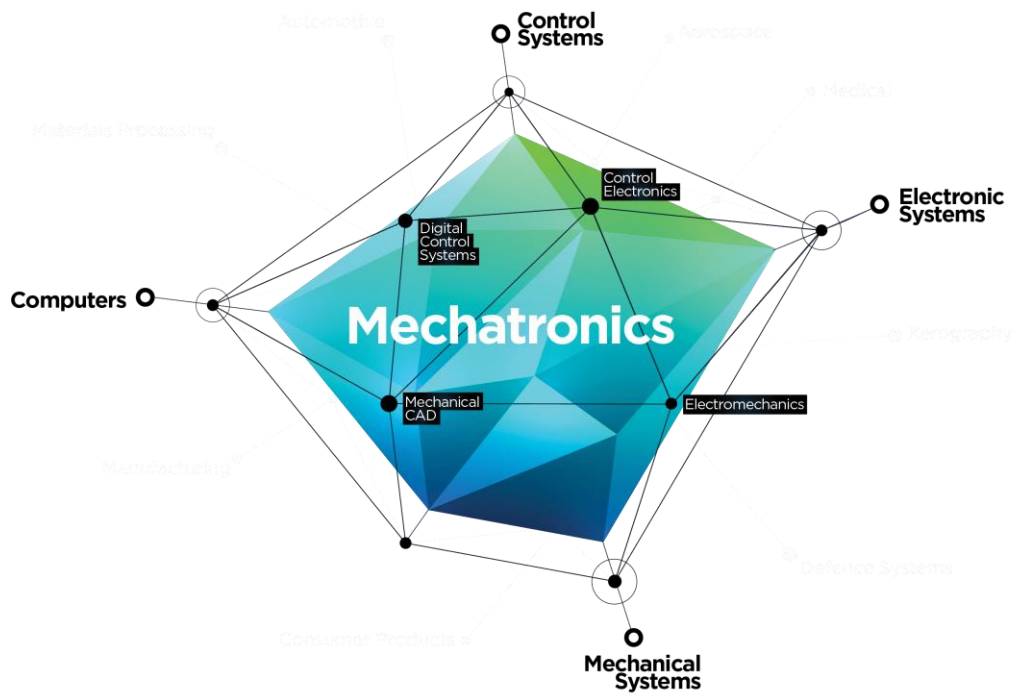 Automotive
Control
Systems
Aerospace
Medical
Materials Processing
Control
Electronics
Electronic
Systems
Digital
Control
Systems
Computers
Mechatronics
Xerography
Mechanical
CAD
Electromechanics
Manufacturing
Defence Systems
Consumer Products
Mechanical
Systems